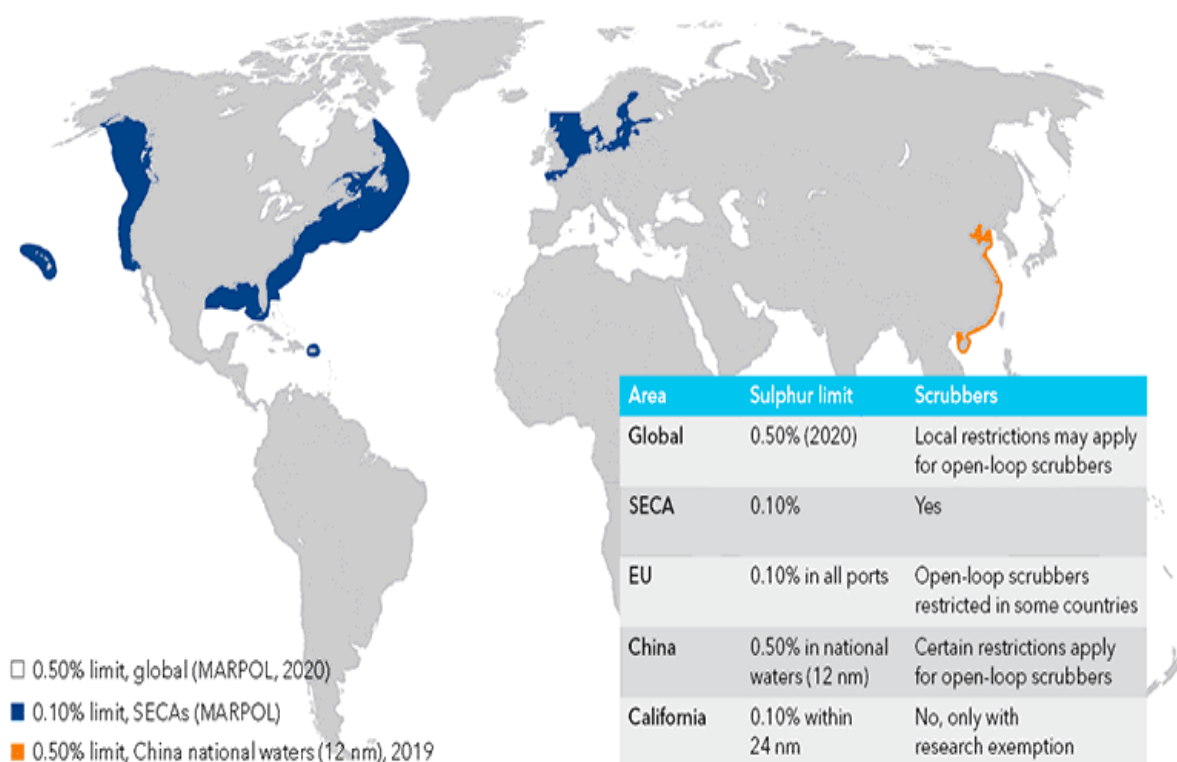 Area Sulphur limit Scrubbers
Global 0.50% (2020) Local restrictions may apply
for open-loop scrubbers
SECA 0.10% Yes
EU 0.10% in all ports Open-loop scrubbers
restricted in some countries
China 0.50% in national Certain restrictions apply
waters (12 nm) for open-loop scrubbers
California 0.10% within No, only with
24 nm research exemption
0.50% limit, global (MARPOL, 2020)
0.10% limit, SECAs (MARPOL)
0.50% limit, China national waters (12 nm), 2019